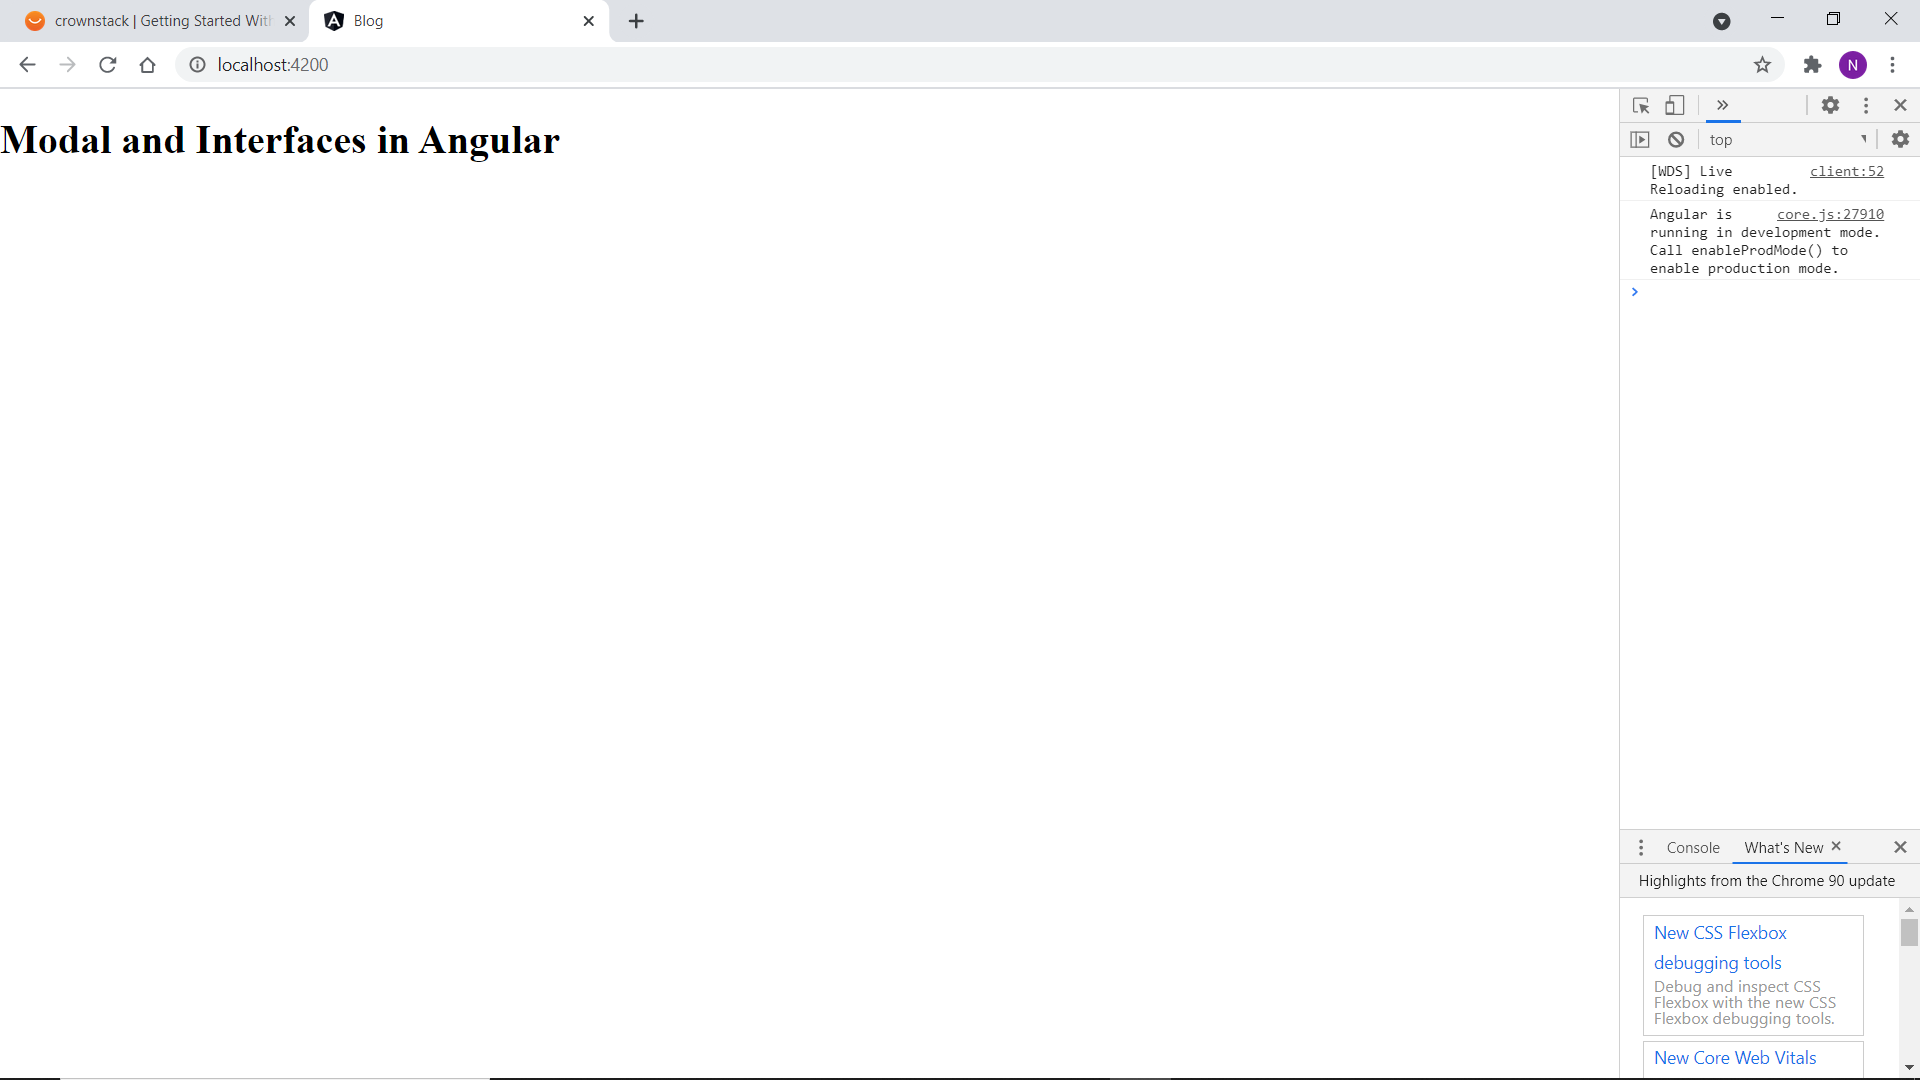 crownstack | Getting Started With
Blog
localhost:4200
N
Modal and Interfaces in Angular
top
[WDS] Live client:52
Reloading enabled.
Angular is core.js:27910
running in development mode.
Call enableProdMode() to
enable production mode.
Console What's New
Highlights from the Chrome 90 update
New CSS Flexbox
debugging tools
Debug and inspect CSS
Flexbox with the new CSS
Flexbox debugging tools.
New Core Web Vitals